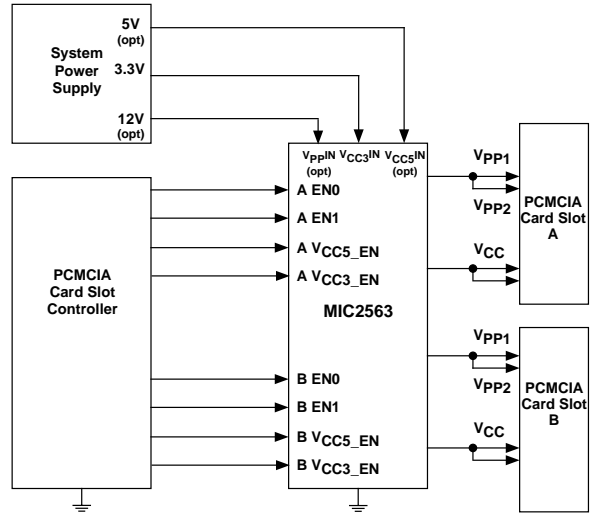 5V
(opt)
System
Power
Supply
3.3V
12V
(opt)
VPPIN
(opt)
VCC3IN
VCC5IN
(opt)
A EN0
A EN1
A VCC5_EN
A VCC3_EN
PCMCIA
Card Slot
Controller
MIC2563
B EN0
B EN1
B VCC5_EN
B VCC3_EN
VPP1
VPP2
VCC
PCMCIA
Card Slot
A
VPP1
VPP2
VCC
PCMCIA
Card Slot
B